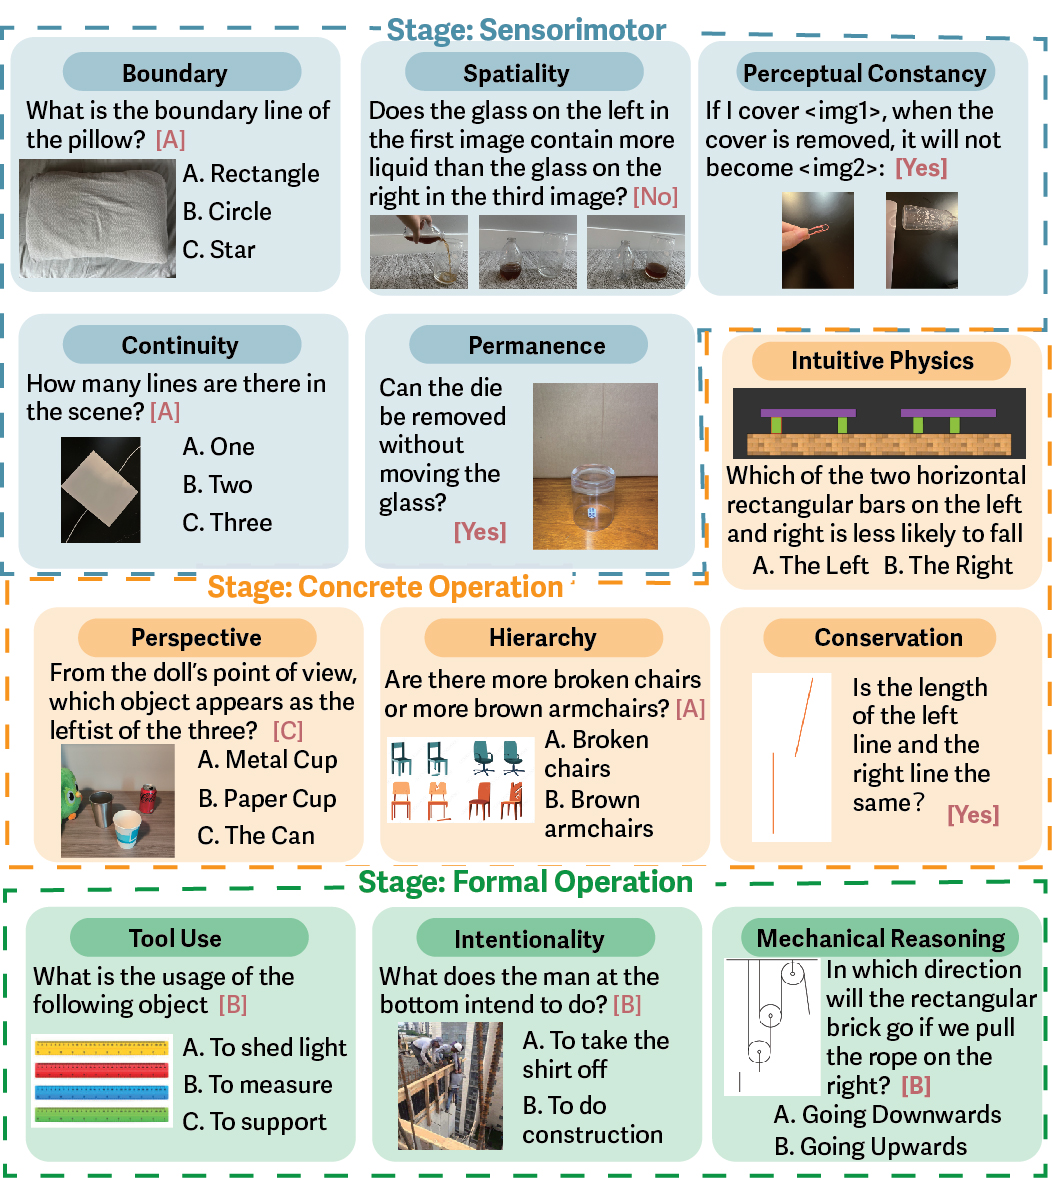 Stage: Sensorimotor
Boundary
What is the boundary line of
the pillow? [A]
A. Rectangle
B. Circle
C. Star
Spatiality
Does the glass on the left in
the first image contain more
liquid than the glass on the
right in the third image? [No]
Perceptual Constancy
If I cover <img1>, when the
cover is removed, it will not
become <img2>: [Yes]
Continuity
How many lines are there in
the scene? [A]
A. One
B. Two
C. Three
Permanence
Can the die
be removed
without
moving the
glass?
[Yes]
Intuitive Physics
Which of the two horizontal
rectangular bars on the left
and right is less likely to fall
A. The Left B. The Right
Stage: Concrete Operation
Perspective
From the doll's point of view,
which object appears as the
leftist of the three? [C]
A. Metal Cup
B. Paper Cup
C. The Can
Hierarchy
Are there more broken chairs
or more brown armchairs? [A]
A. Broken
chairs
B. Brown
armchairs
Conservation
Is the length
of the left
line and the
right line the
same?
[Yes]
Stage: Formal Operation
Tool Use
What is the usage of the
following object [B]
A. To shed light
B. To measure
C. To support
Intentionality
What does the man at the
bottom intend to do? [B]
A. To take the
shirt off
B. To do
construction
Mechanical Reasoning
In which direction
will the rectangular
brick go if we pull
the rope on the
right? [B]
A. Going Downwards
B. Going Upwards